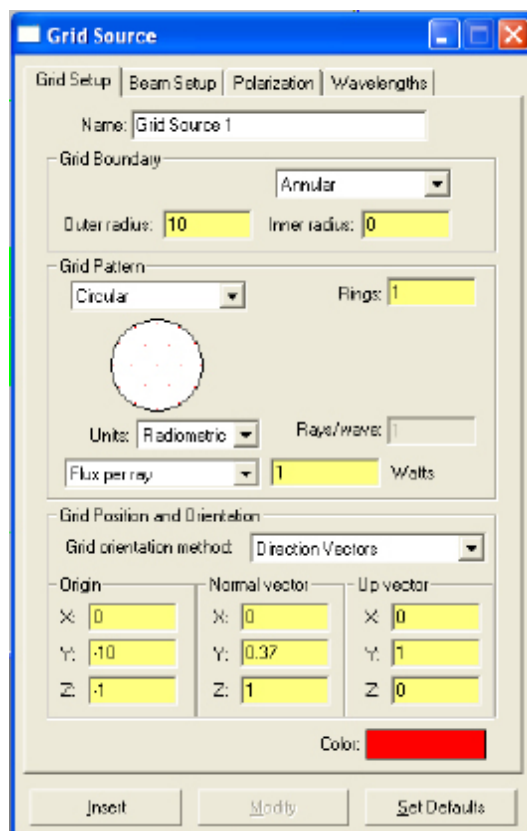 Grid Source
Grid Setup Beam Setup Polarization Wavelengths
Name: Grid Source 1
Grid Boundary
Annular
Outer radius: 10 Inner radius: 0
Grid Pattern
Circular Rings: 1
Units: Radiometric Rays/wave: 1
Flux per ray 1 Watts
Grid Position and Orientation
Grid orientation method: Direction Vectors
Origin Normal vector Up vector
X: 0 X: 0 X: 0
Y: -10 Y: 0.37 Y: 1
Z: -1 Z: 1 Z: 0
Color:
Insert Modify Set Defaults